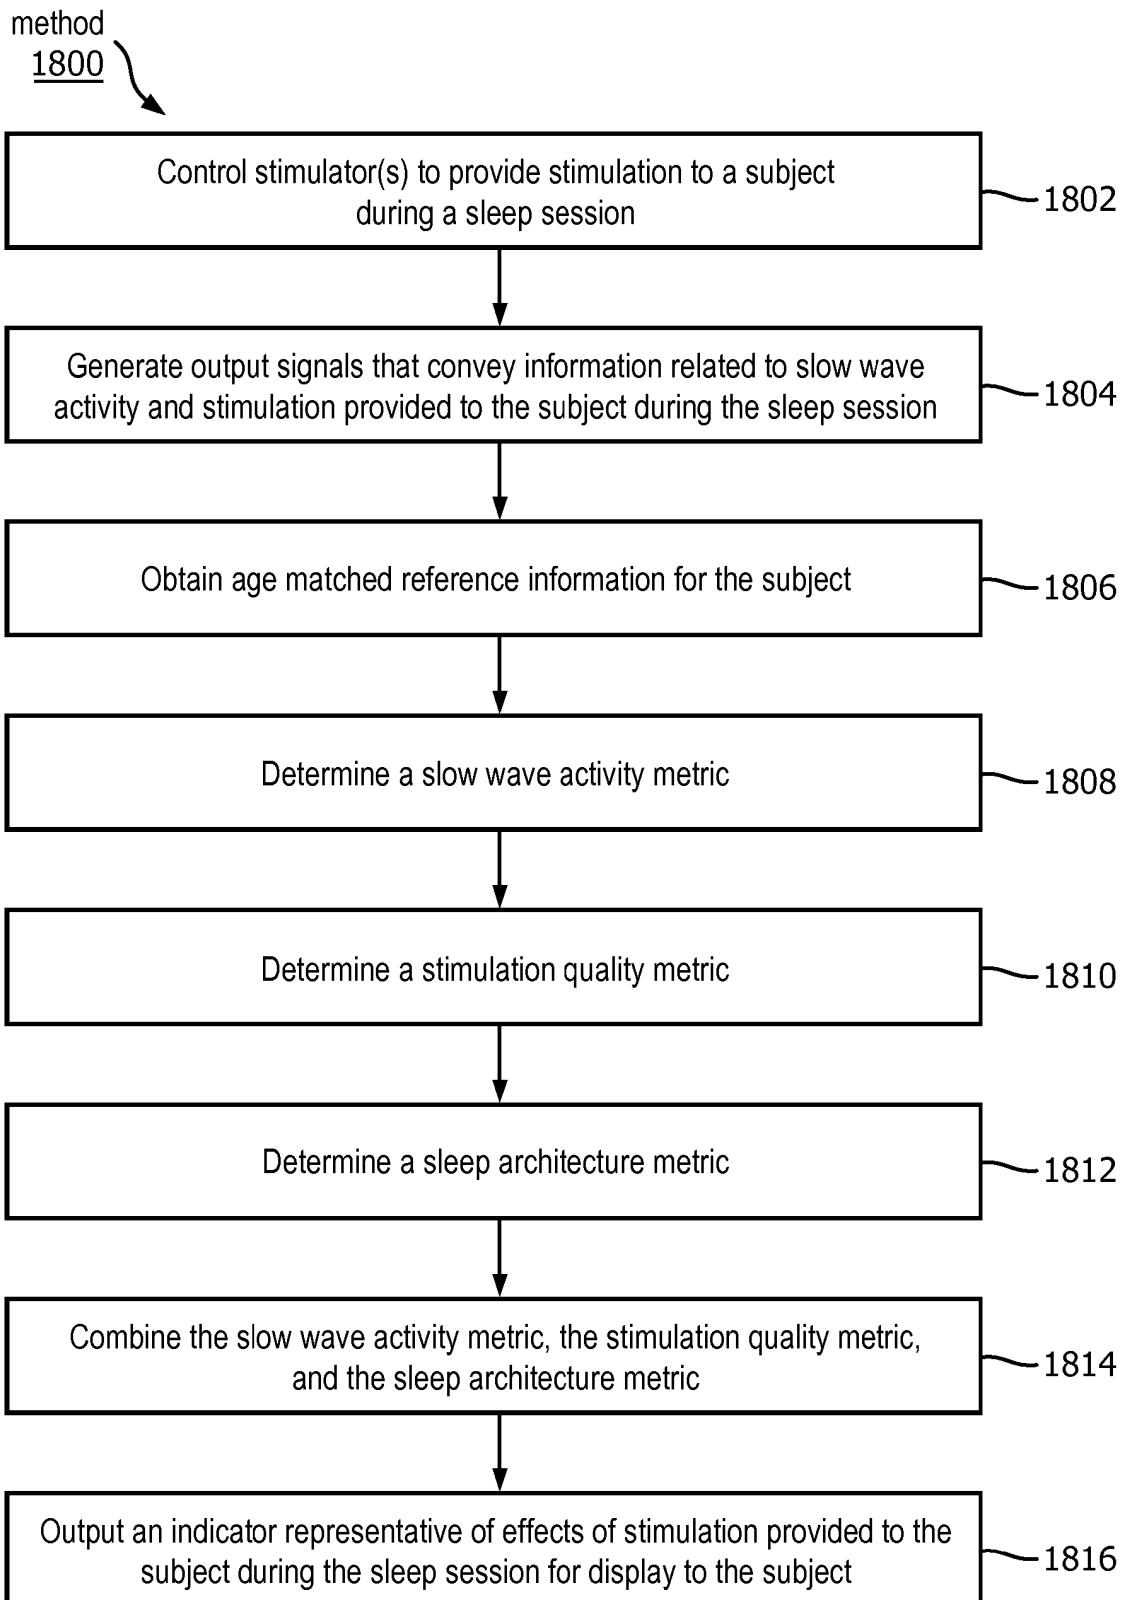 method
1800
Control stimulator(s) to provide stimulation to a subject
during a sleep session
1802
Generate output signals that convey information related to slow wave
activity and stimulation provided to the subject during the sleep session
1804
Obtain age matched reference information for the subject
1806
Determine a slow wave activity metric
1808
Determine a stimulation quality metric
1810
Determine a sleep architecture metric
1812
Combine the slow wave activity metric, the stimulation quality metric,
and the sleep architecture metric
1814
Output an indicator representative of effects of stimulation provided to the
subject during the sleep session for display to the subject
1816